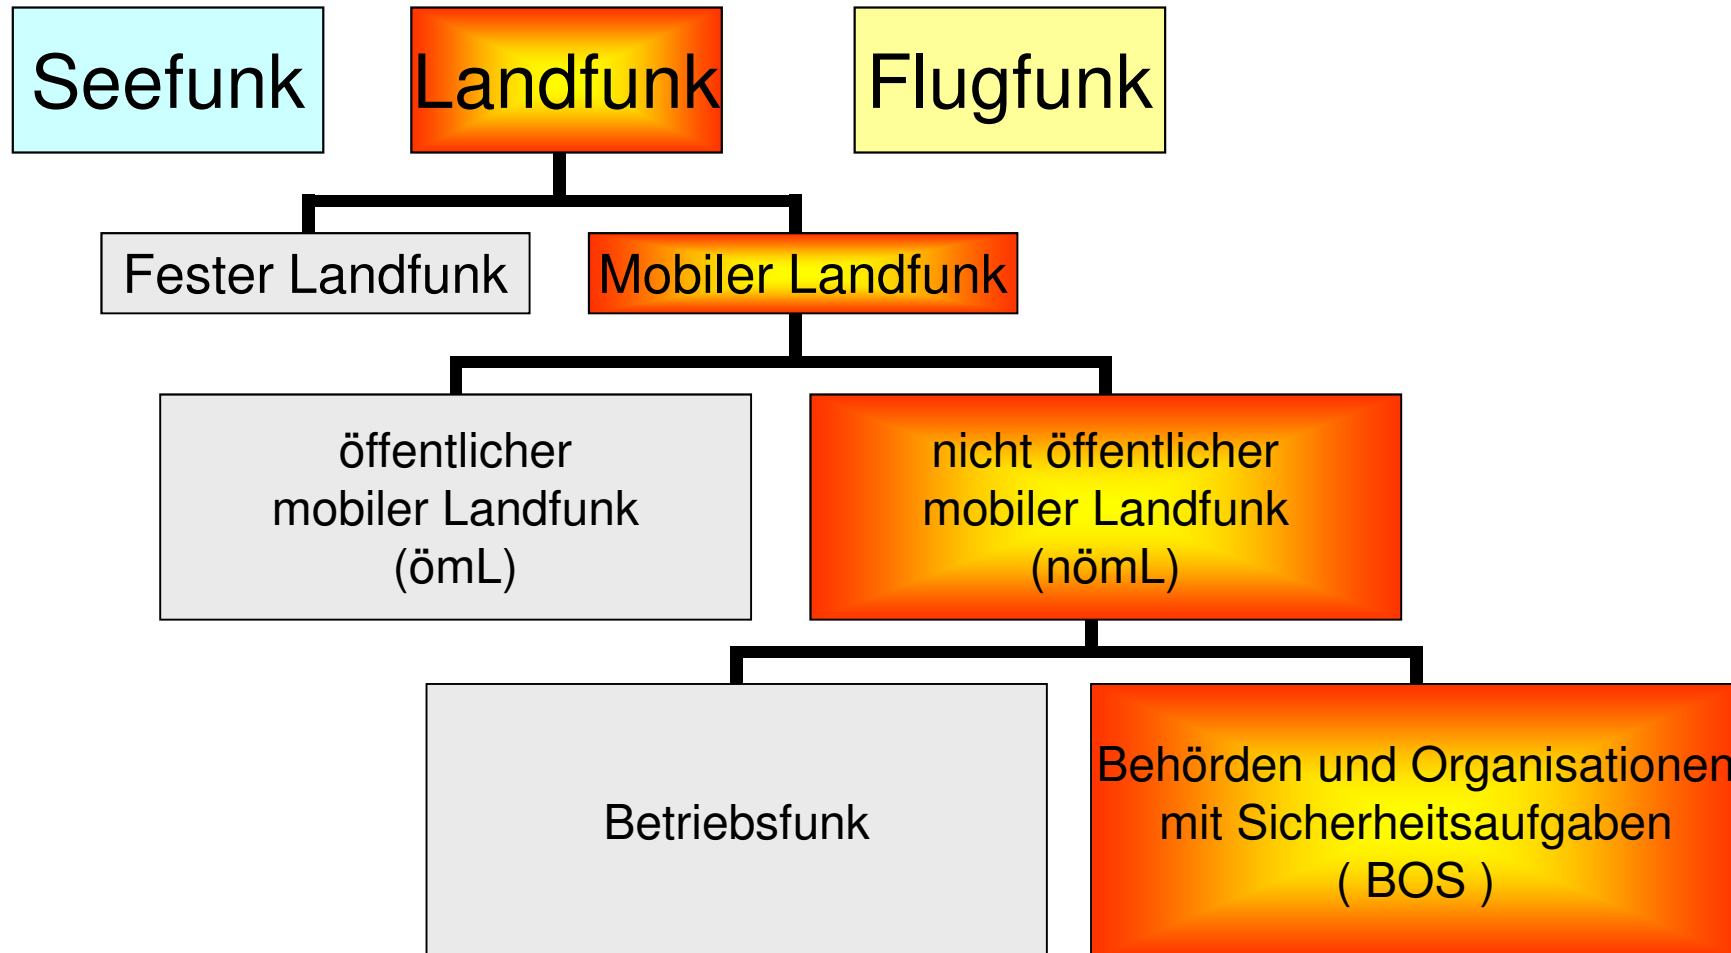 Seefunk
Landfunk
Flugfunk
Fester Landfunk
Mobiler Landfunk
öffentlicher
mobiler Landfunk
(ömL)
nicht öffentlicher
mobiler Landfunk
(nömL)
Betriebsfunk
Behörden und Organisationen
mit Sicherheitsaufgaben
( BOS )